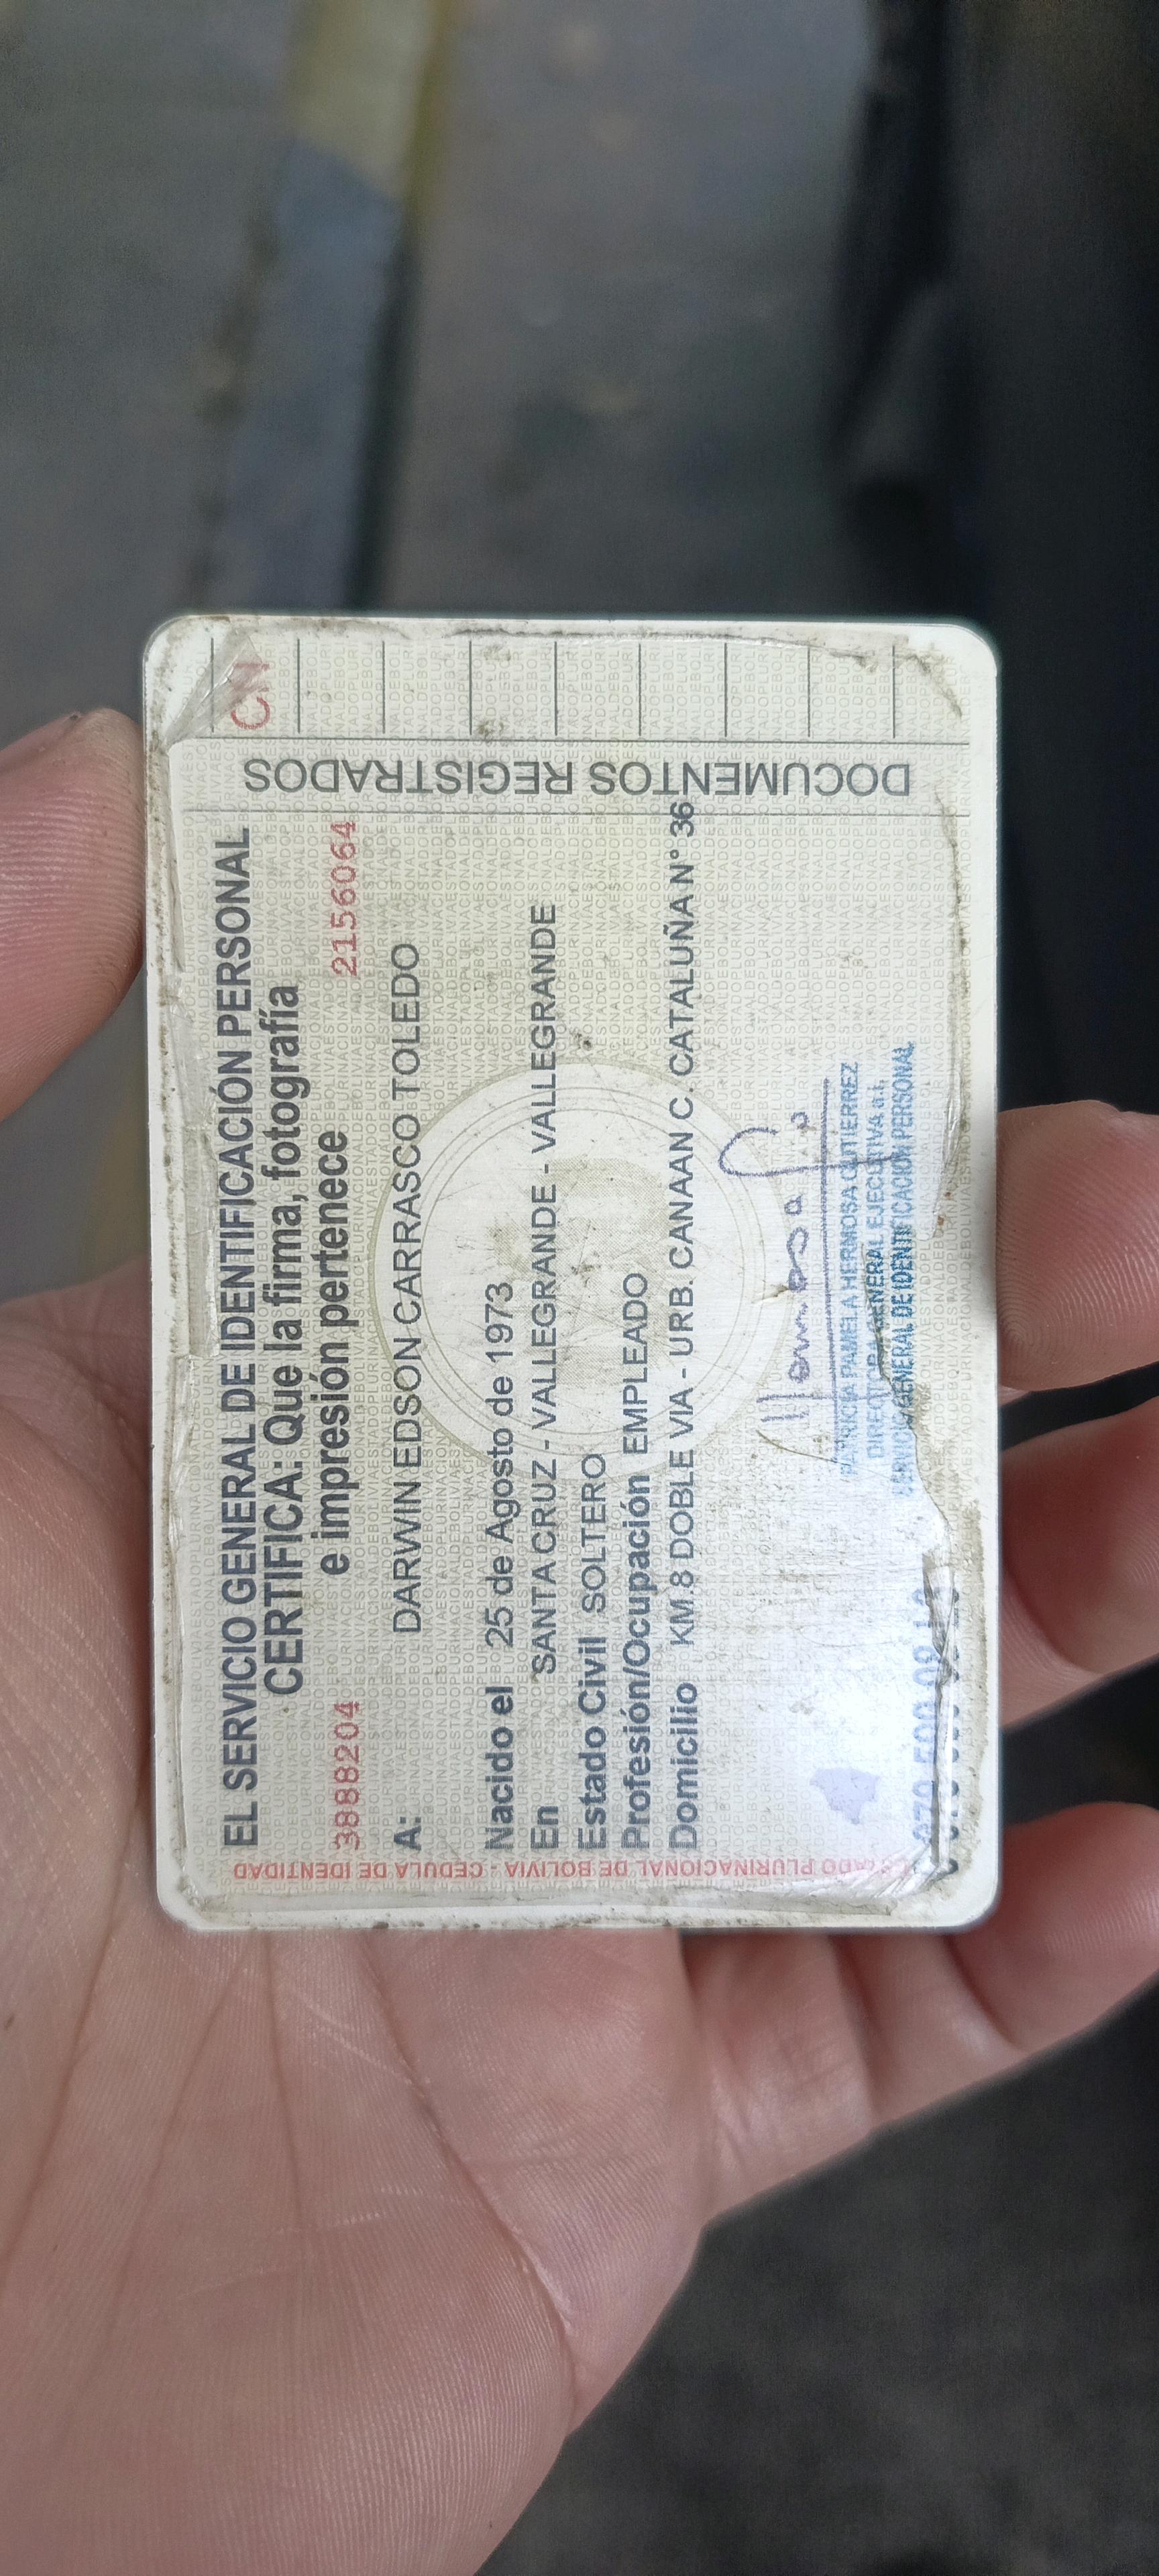 EL SERVICIO GENERAL DE IDENTIFICACIÓN PERSONAL
CERTIFICA: Que la firma, fotografía
e impresión pertenece
3888204 2156064
A: DARWIN EDSON CARRASCO TOLEDO
Nacido el 25 de Agosto de 1973
En SANTA CRUZ - VALLEGRANDE - VALLEGRANDE
Estado Civil SOLTERO
Profesión/Ocupación EMPLEADO
Domicilio KM.8 DOBLE VIA - URB. CANAAN C. CATALUÑA N° 36
PATRICIA PAMELA HERMOSA GUTIERREZ
DIRECTORA GENERAL EJECUTIVA a.i.
SERVICIO GENERAL DE IDENTIFICACIÓN PERSONAL
ESTADO PLURINACIONAL DE BOLIVIA - CEDULA DE IDENTIDAD
DOCUMENTOS REGISTRADOS
CN